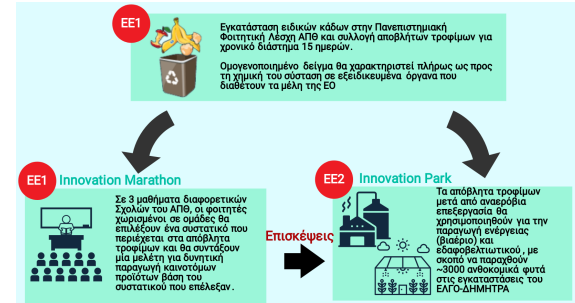 ΕΕ1
Εγκατάσταση ειδικών κάδων στην Πανεπιστημιακή
Φοιτητική Λέσχη ΑΠΘ και συλλογή αποβλήτων τροφίμων για
χρονικό διάστημα 15 ημερών.
Ομογενοποιημένο δείγμα θα χαρακτηριστεί πλήρως ως προς
τη χημική του σύσταση σε εξειδικευμένα όργανα που
διαθέτουν τα μέλη της ΕΟ
ΕΕ1
Innovation Marathon
Σε 3 μαθήματα διαφορετικών
Σχολών του ΑΠΘ, οι φοιτητές
χωρισμένοι σε ομάδες θα
επιλέξουν ένα συστατικό που
περιέχεται στα απόβλητα
τροφίμων και θα συντάξουν
μία μελέτη για δυνητική
παραγωγή καινοτόμων
προϊότων βάση του
συστατικού που επέλεξαν.
Επισκέψεις
ΕΕ2
Innovation Park
Τα απόβλητα τροφίμων
μετά από αναερόβια
επεξεργασία θα
χρησιμοποιηθούν για την
παραγωγή ενέργειας
(βιαέριο) και
εδαφοβελτιωτικού, με
σκοπό να παραχθούν
~3000 ανθοκομικά φυτά
στις εγκαταστάσεις του
ΕΛΓΟ-ΔΗΜΗΤΡΑ